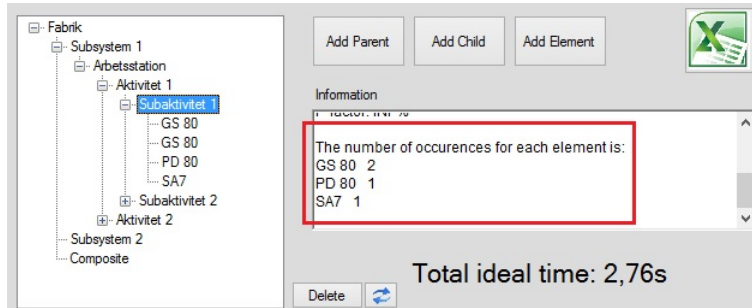 Fabrik
Subsystem 1
Arbetsstation
Aktivitet 1
Subaktivitet 1
GS 80
GS 80
PD 80
SA7
Subaktivitet 2
Aktivitet 2
Subsystem 2
Composite
Add Parent
Add Child
Add Element
Information
The number of occurences for each element is:
GS 80 2
PD 80 1
SA7 1
Total ideal time: 2,76s
Delete